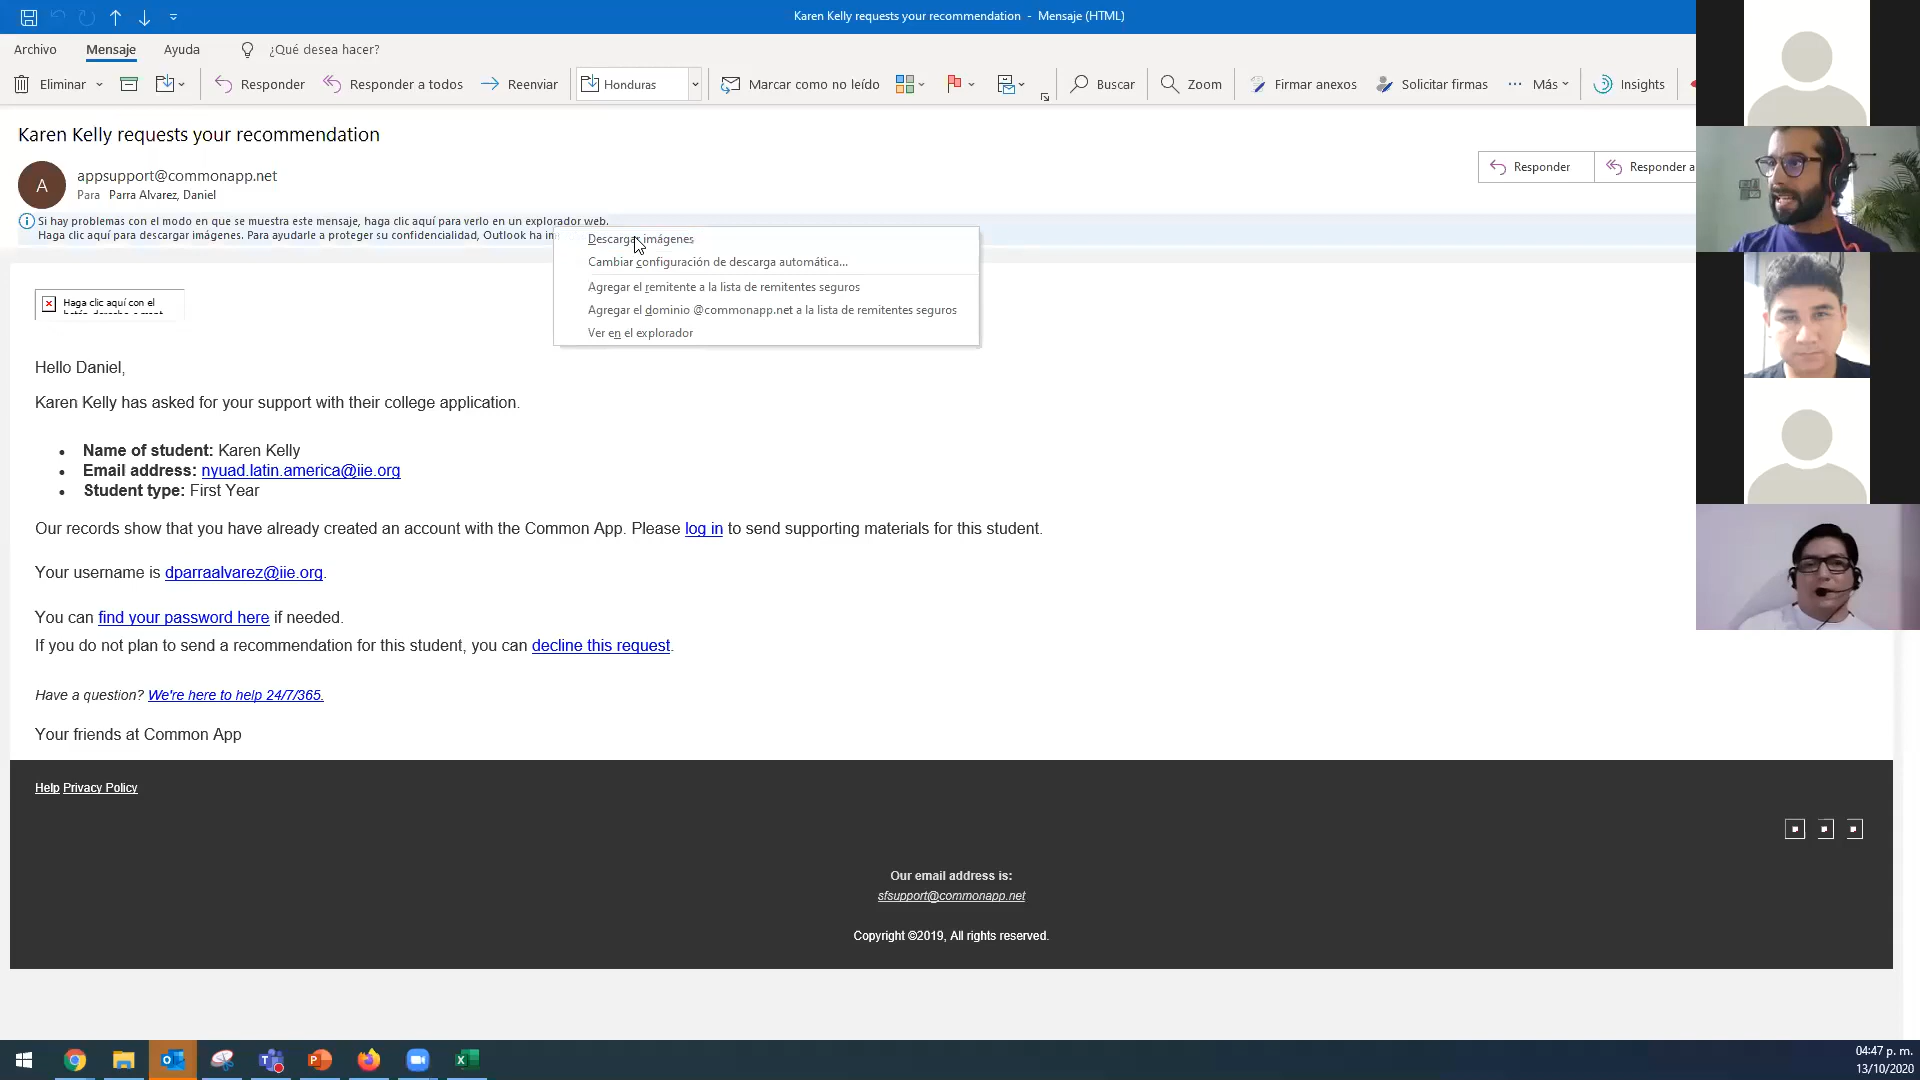 Karen Kelly requests your recommendation - Mensaje (HTML)
Archivo Mensaje Ayuda ¿Qué desea hacer?
Eliminar Responder Responder a todos Reenviar Honduras Marcar como no leído Buscar Zoom Firmar anexos Solicitar firmas ... Más Insights
Karen Kelly requests your recommendation
A
appsupport@commonapp.net
Para Parra Alvarez, Daniel
Responder Responder a
Si hay problemas con el modo en que se muestra este mensaje, haga clic aquí para verlo en un explorador web.
Haga clic aquí para descargar imágenes. Para ayudarle a proteger su confidencialidad, Outlook ha
Descargar imágenes
Cambiar configuración de descarga automática...
Agregar el remitente a la lista de remitentes seguros
Agregar el dominio @commonapp.net a la lista de remitentes seguros
Ver en el explorador
Haga clic aquí con el
Hello Daniel,
Karen Kelly has asked for your support with their college application.
• Name of student: Karen Kelly
• Email address: nyuad.latin.america@iie.org
• Student type: First Year
Our records show that you have already created an account with the Common App. Please log in to send supporting materials for this student.
Your username is dparraalvarez@iie.org.
You can find your password here if needed.
If you do not plan to send a recommendation for this student, you can decline this request.
Have a question? We're here to help 24/7/365.
Your friends at Common App
Help Privacy Policy
Our email address is:
sfsupport@commonapp.net
Copyright ©2019, All rights reserved.
04:47 p. m.
13/10/2020